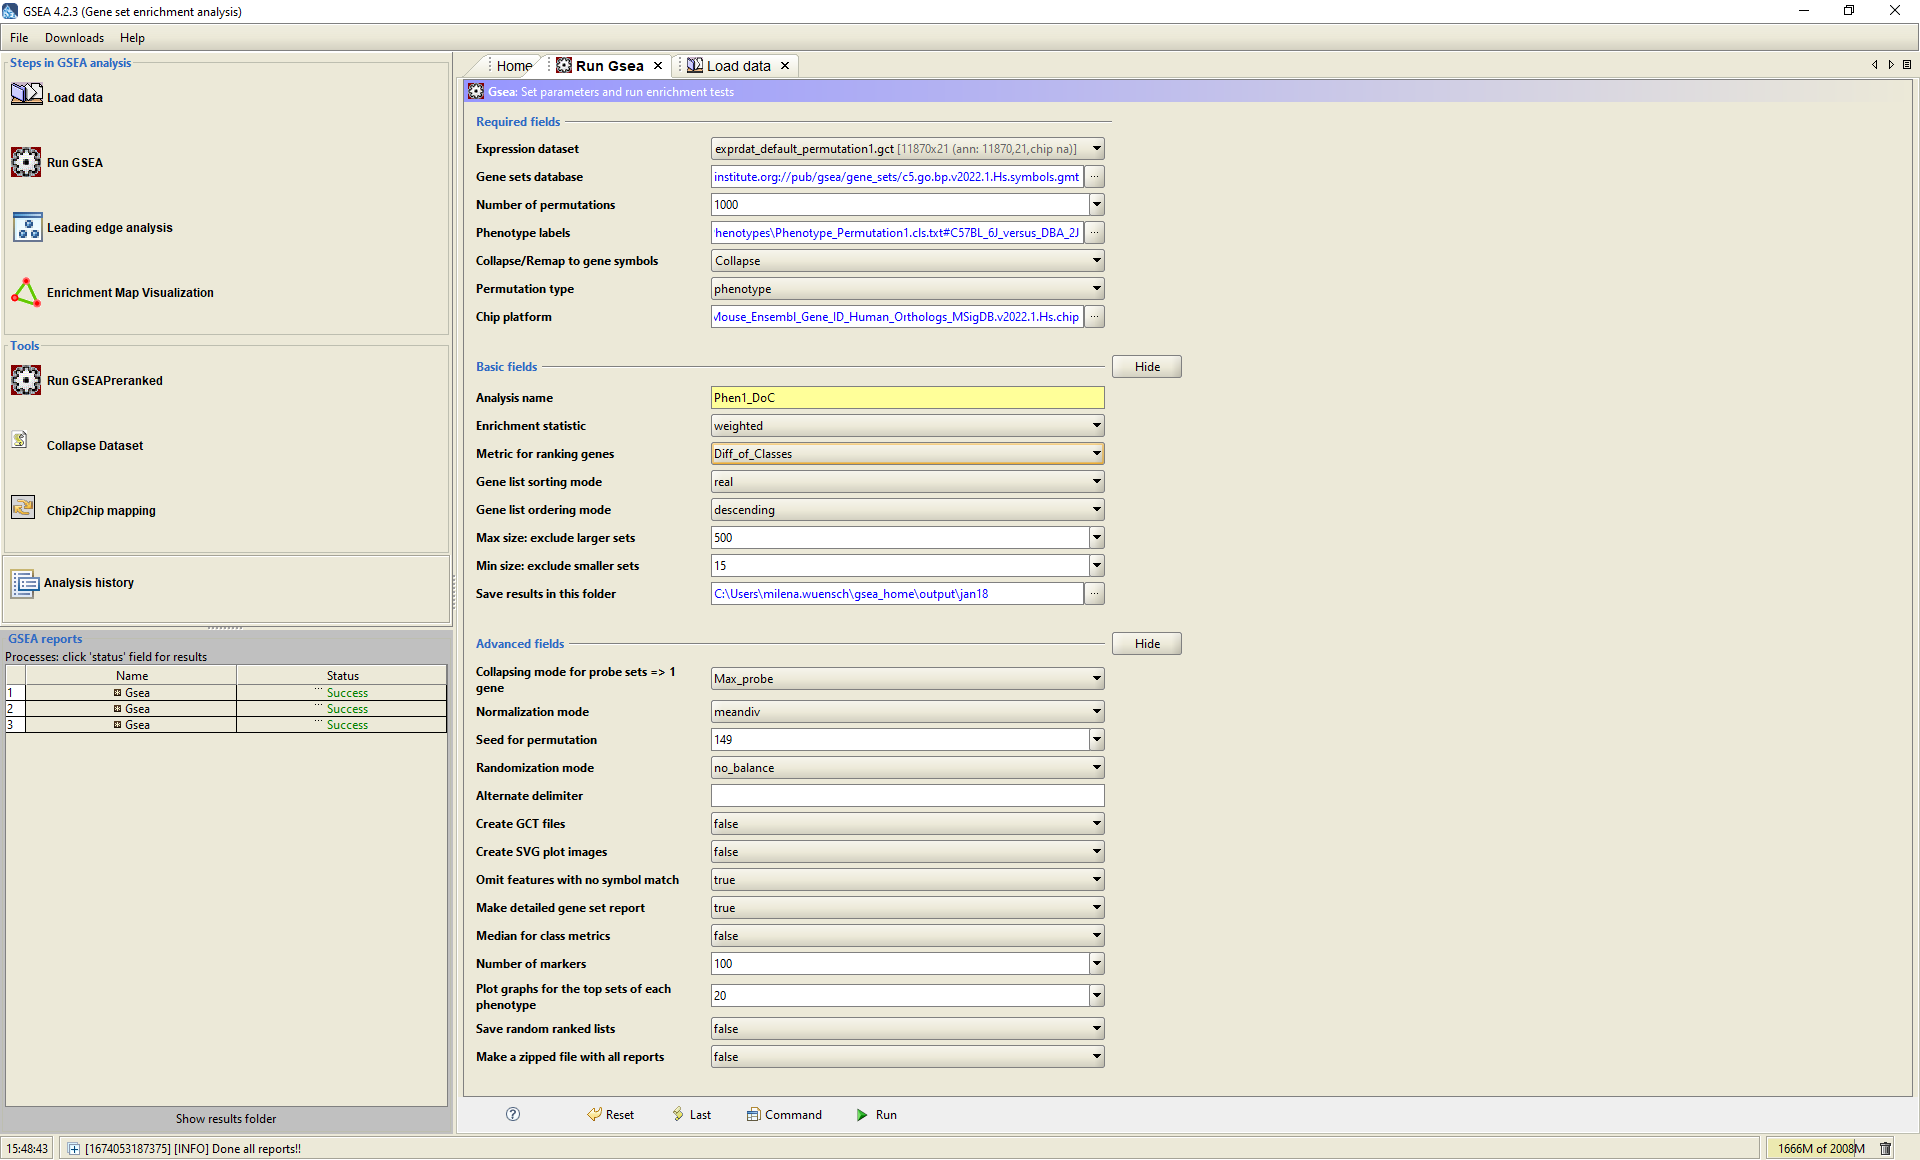 GSEA 4.2.3 (Gene set enrichment analysis)
File Downloads Help
Steps in GSEA analysis
Load data
Run GSEA
Leading edge analysis
Enrichment Map Visualization
Tools
Run GSEAPreranked
Collapse Dataset
Chip2Chip mapping
Analysis history
GSEA reports
Processes: click 'status' field for results
Name Status
1 Gsea ... Success
2 Gsea ... Success
3 Gsea ... Success
Show results folder
Home Run Gsea Load data
Gsea: Set parameters and run enrichment tests
Required fields
Expression dataset exprdat_default_permutation1.gct [11870x21 (ann: 11870,21,chip na)]
Gene sets database institute.org://pub/gsea/gene_sets/c5.go.bp.v2022.1.Hs.symbols.gmt ...
Number of permutations 1000
Phenotype labels henotypes\Phenotype_Permutation1.cls.txt#C57BL_6J_versus_DBA_2J ...
Collapse/Remap to gene symbols Collapse
Permutation type phenotype
Chip platform Mouse_Ensembl_Gene_ID_Human_Orthologs_MSigDB.v2022.1.Hs.chip ...
Basic fields Hide
Analysis name Phen1_DoC
Enrichment statistic weighted
Metric for ranking genes Diff_of_Classes
Gene list sorting mode real
Gene list ordering mode descending
Max size: exclude larger sets 500
Min size: exclude smaller sets 15
Save results in this folder C:\Users\milena.wuensch\gsea_home\output\jan18 ...
Advanced fields Hide
Collapsing mode for probe sets => 1
gene Max_probe
Normalization mode meandiv
Seed for permutation 149
Randomization mode no_balance
Alternate delimiter
Create GCT files false
Create SVG plot images false
Omit features with no symbol match true
Make detailed gene set report true
Median for class metrics false
Number of markers 100
Plot graphs for the top sets of each
phenotype 20
Save random ranked lists false
Make a zipped file with all reports false
? Reset Last Command Run
15:48:43 [1674053187375] [INFO] Done all reports!! 1666M of 2008M